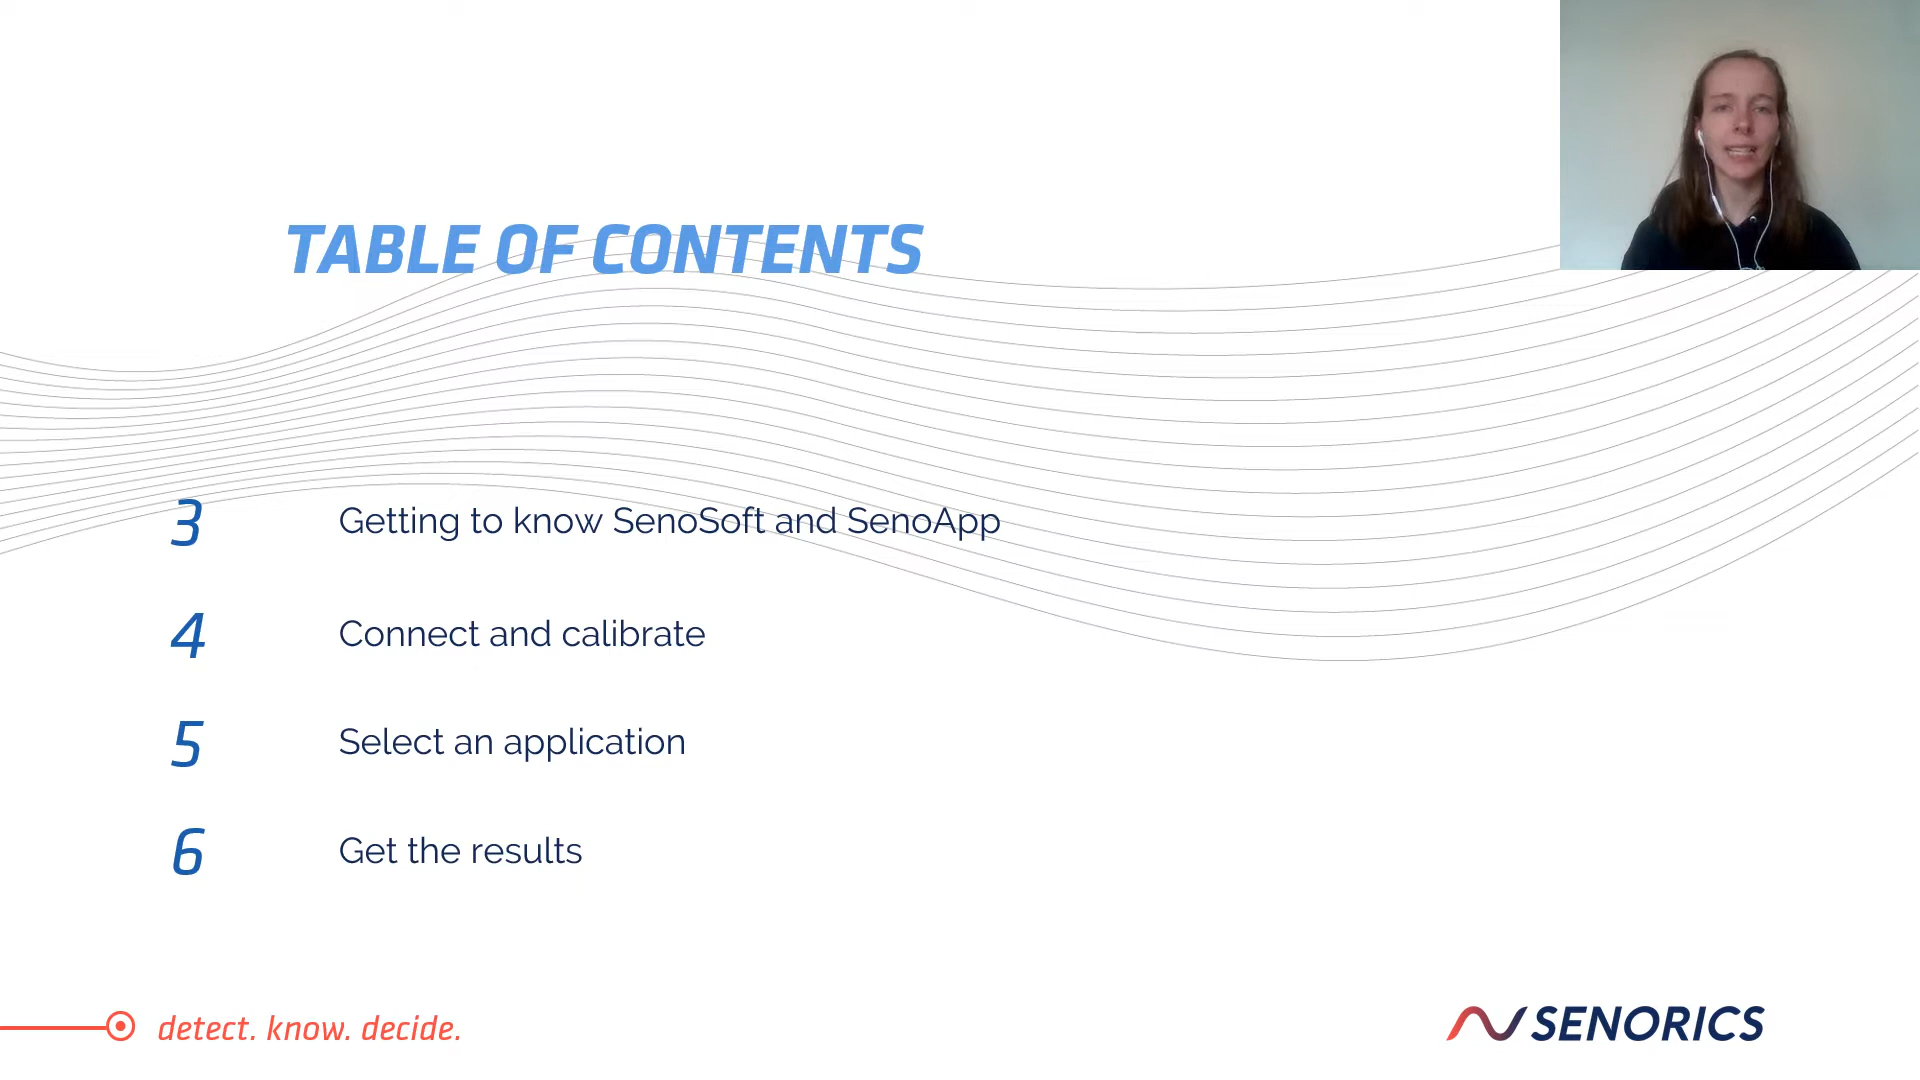 TABLE OF CONTENTS
3 Getting to know SenoSoft and SenoApp
4 Connect and calibrate
5 Select an application
6 Get the results
detect. know. decide.
SENORICS